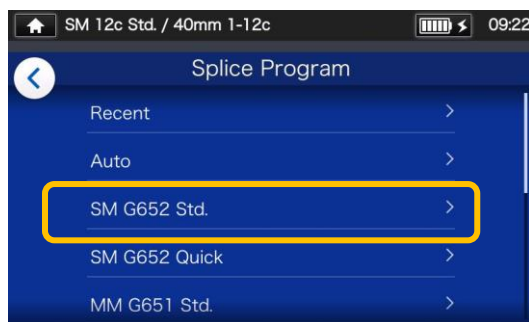 SM 12c Std. / 40mm 1-12c 09:22
Splice Program
Recent
Auto
SM G652 Std.
SM G652 Quick
MM G651 Std.